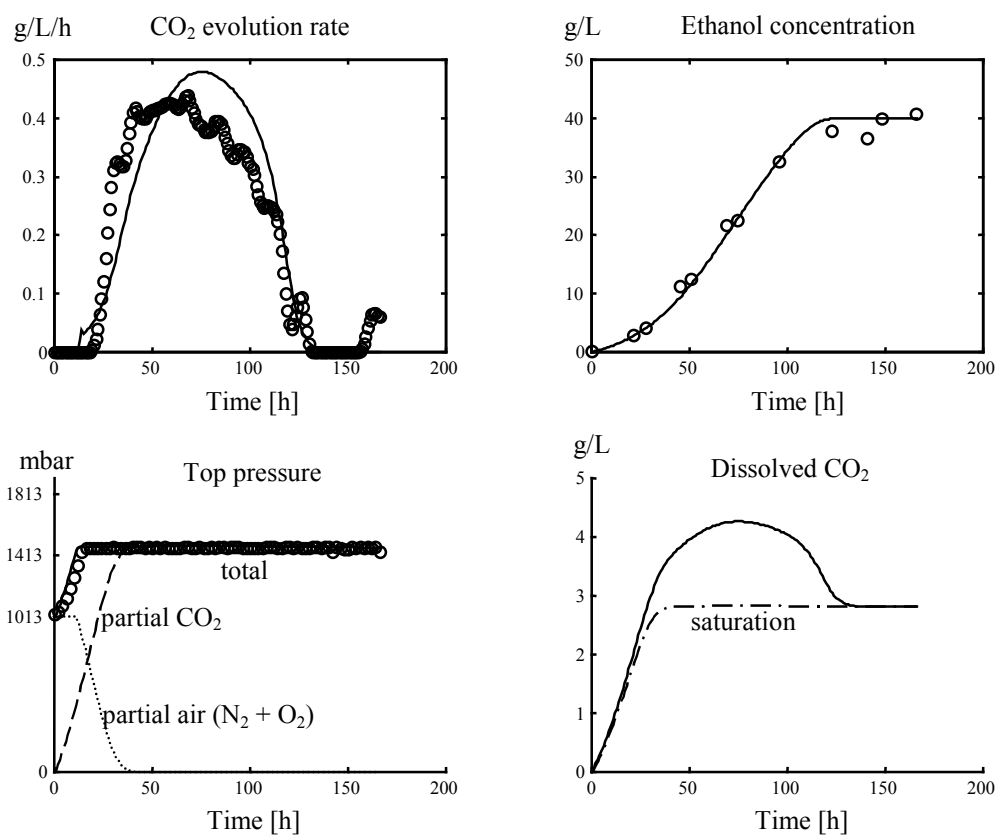 g/L/h CO₂ evolution rate
0.5
0.4
0.3
0.2
0.1
0
0 50 100 150 200
Time [h]
g/L Ethanol concentration
50
40
30
20
10
0
0 50 100 150 200
Time [h]
mbar Top pressure
1813
1413
1013
0
total
partial CO₂
partial air (N₂ + O₂)
0 50 100 150 200
Time [h]
g/L Dissolved CO₂
5
4
3
2
1
0
saturation
0 50 100 150 200
Time [h]